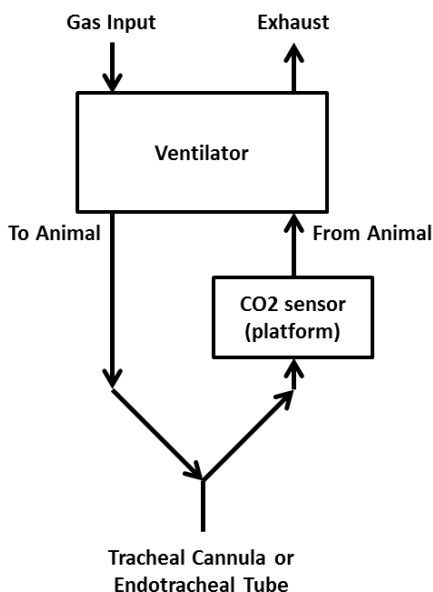 Gas Input
Exhaust
Ventilator
To Animal
From Animal
CO2 sensor
(platform)
Tracheal Cannula or
Endotracheal Tube